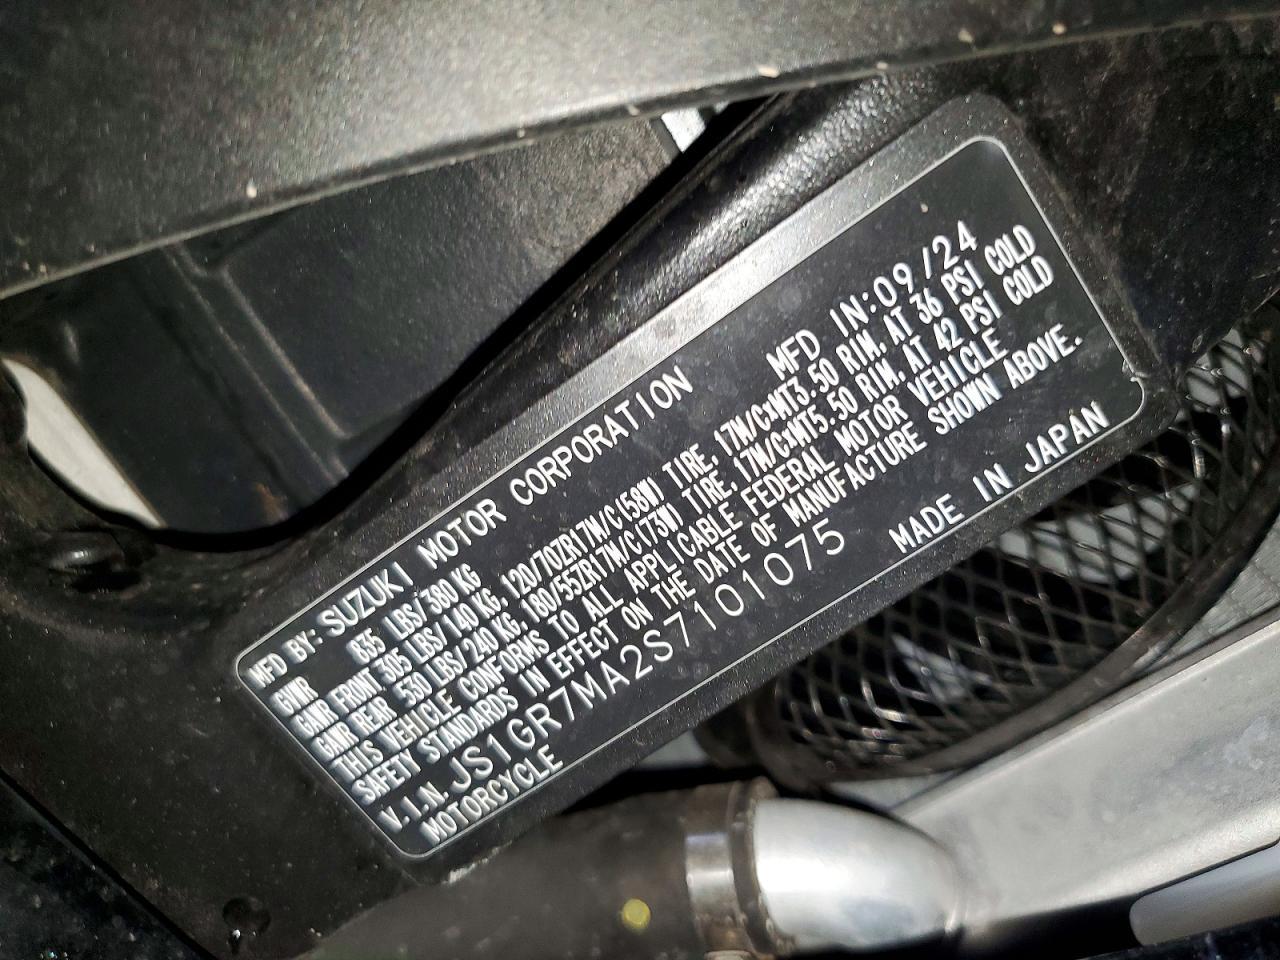 MFD BY: SUZUKI MOTOR CORPORATION MFD IN:09/24
GVWR 835 LBS/380 KG
GAWR FRONT 305 LBS/140 KG, 120/70ZR17M/C(58W) TIRE, 17M/C×MT3.50 RIM, AT 36 PSI COLD
GAWR REAR 530 LBS/240 KG, 180/55ZR17M/C(73W) TIRE, 17M/C×MT5.50 RIM, AT 42 PSI COLD
THIS VEHICLE CONFORMS TO ALL APPLICABLE FEDERAL MOTOR VEHICLE
SAFETY STANDARDS IN EFFECT ON THE DATE OF MANUFACTURE SHOWN ABOVE.
V.I.N. JS1GR7MA2S7101075
MOTORCYCLE MADE IN JAPAN